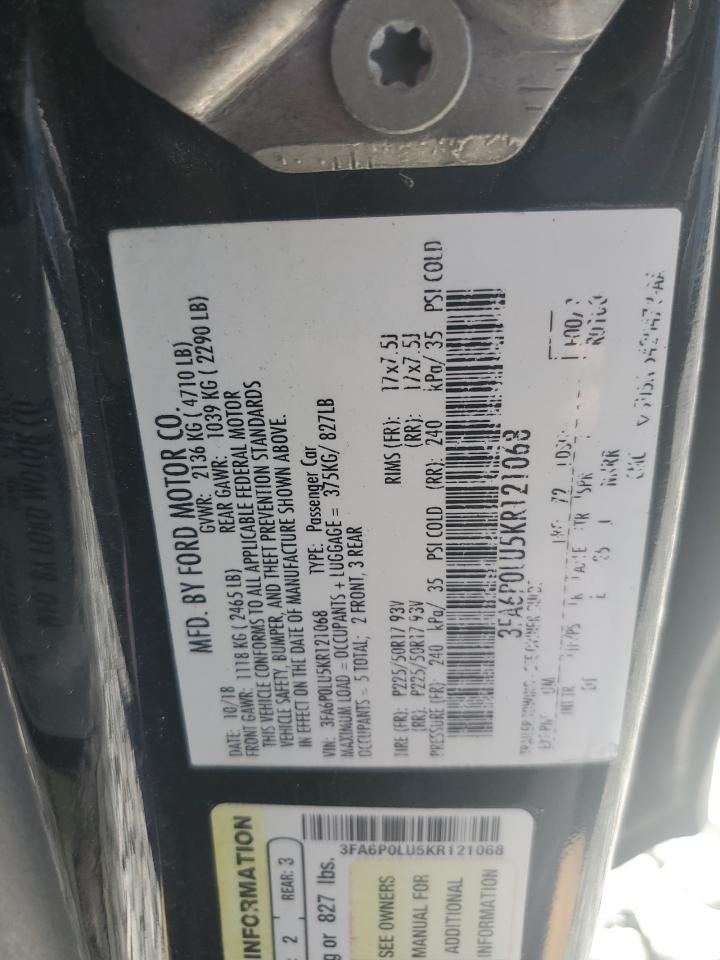 MFD. BY FORD MOTOR CO.
DATE: 10/18 GVWR: 2136 KG ( 4710 LB)
FRONT GAWR: 1118 KG ( 2465 LB) REAR GAWR: 1039 KG ( 2290 LB)
THIS VEHICLE CONFORMS TO ALL APPLICABLE FEDERAL MOTOR
VEHICLE SAFETY, BUMPER, AND THEFT PREVENTION STANDARDS
IN EFFECT ON THE DATE OF MANUFACTURE SHOWN ABOVE.
VIN: 3FA6P0LU5KR121068 TYPE: Passenger Car
MAXIMUM LOAD = OCCUPANTS + LUGGAGE = 375KG/ 827LB
OCCUPANTS = 5 TOTAL; 2 FRONT, 3 REAR
TIRE (FR): P225/50R17 93V RIMS (FR): 17x7.5J
(RR): P225/50R17 93V (RR): 17x7.5J
PRESSURE (FR): 240 kPa/ 35 PSI COLD (RR): 240 kPa/ 35 PSI COLD
3FA6P0LU5KR121068
INFORMATION
2 REAR: 3
or 827 lbs.
3FA6P0LU5KR121068
SEE OWNERS
MANUAL FOR
ADDITIONAL
INFORMATION